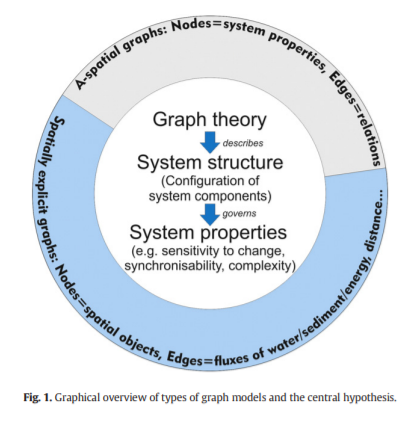 A-spatial graphs: Nodes=system properties, Edges=relations
Graph theory
describes
System structure
(Configuration of
system components)
governs
System properties
(e.g. sensitivity to change,
synchronisability, complexity)
Spatially explicit graphs: Nodes=spatial objects, Edges=fluxes of water/sediment/energy, distance...
Fig. 1. Graphical overview of types of graph models and the central hypothesis.